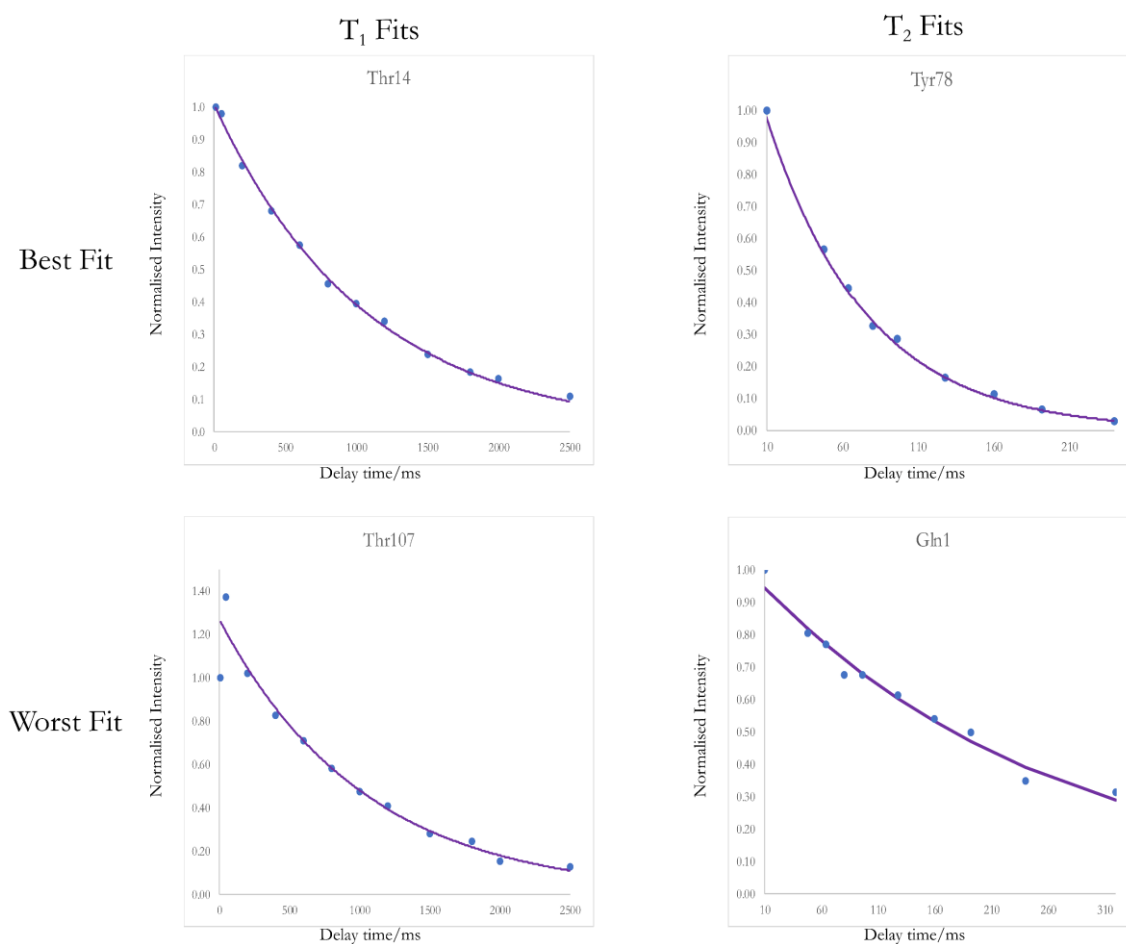 T₁ Fits
T₂ Fits
Best Fit
Worst Fit
Thr14
Normalised Intensity
1.0
0.9
0.8
0.7
0.6
0.5
0.4
0.3
0.2
0.1
0.0
0 500 1000 1500 2000 2500
Delay time/ms
Tyr78
Normalised Intensity
1.00
0.90
0.80
0.70
0.60
0.50
0.40
0.30
0.20
0.10
0.00
10 60 110 160 210
Delay time/ms
Thr107
Normalised Intensity
1.40
1.20
1.00
0.80
0.60
0.40
0.20
0.00
0 500 1000 1500 2000 2500
Delay time/ms
Gln1
Normalised Intensity
1.00
0.90
0.80
0.70
0.60
0.50
0.40
0.30
0.20
0.10
0.00
10 60 110 160 210 260 310
Delay time/ms